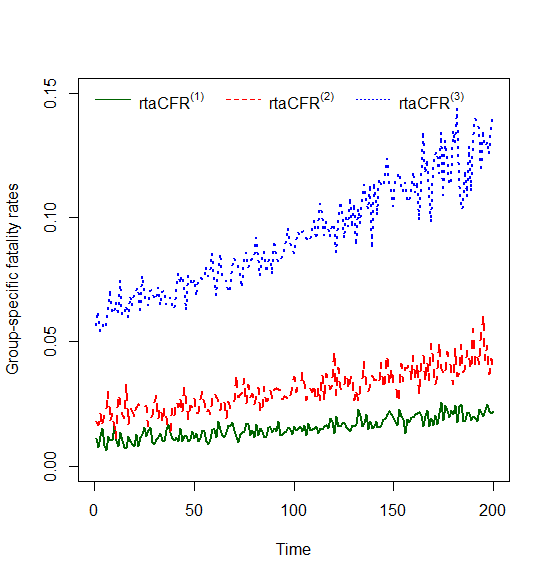 rtaCFR(1) rtaCFR(2) rtaCFR(3)
Group-specific fatality rates
0.15
0.10
0.05
0.00
0 50 100 150 200
Time